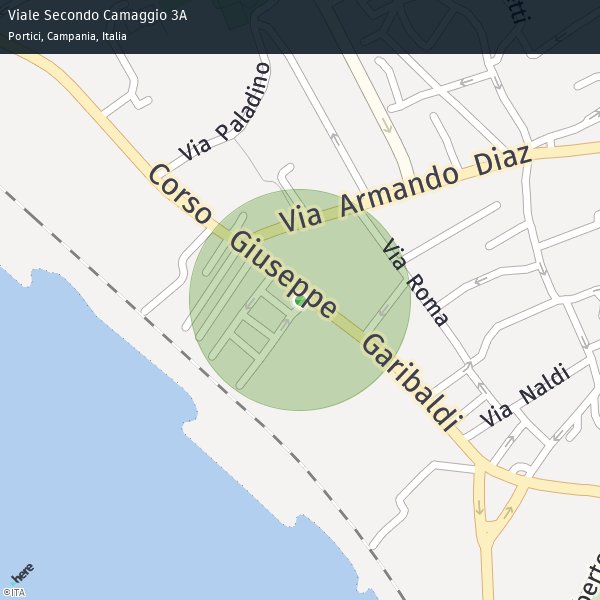 Viale Secondo Camaggio 3A
Portici, Campania, Italia
Via Paladino
Corso Giuseppe Garibaldi
Via Armando Diaz
Via Roma
Via Naldi
here
©ITA